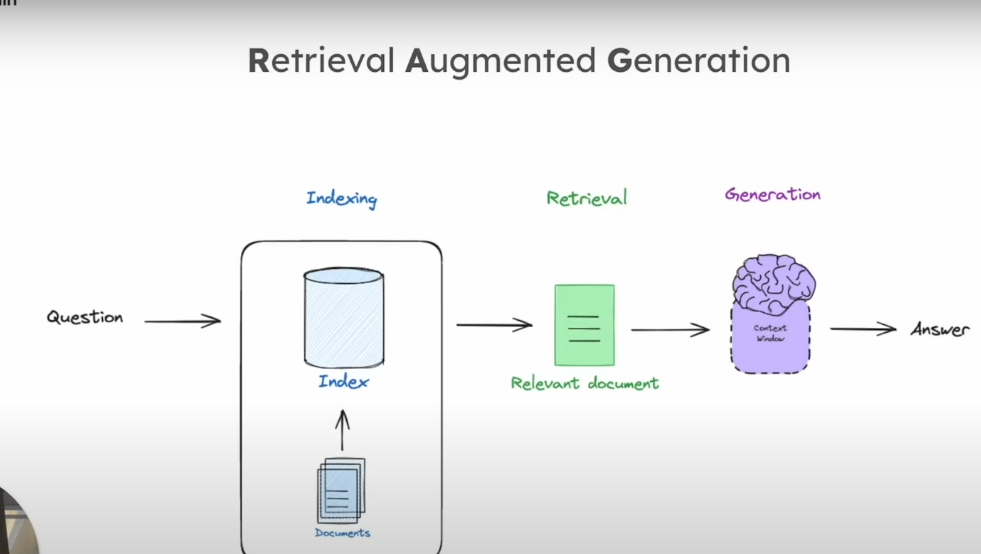 Retrieval Augmented Generation
Indexing
Retrieval
Generation
Question
Context
Window
Answer
Index
Relevant document
Documents